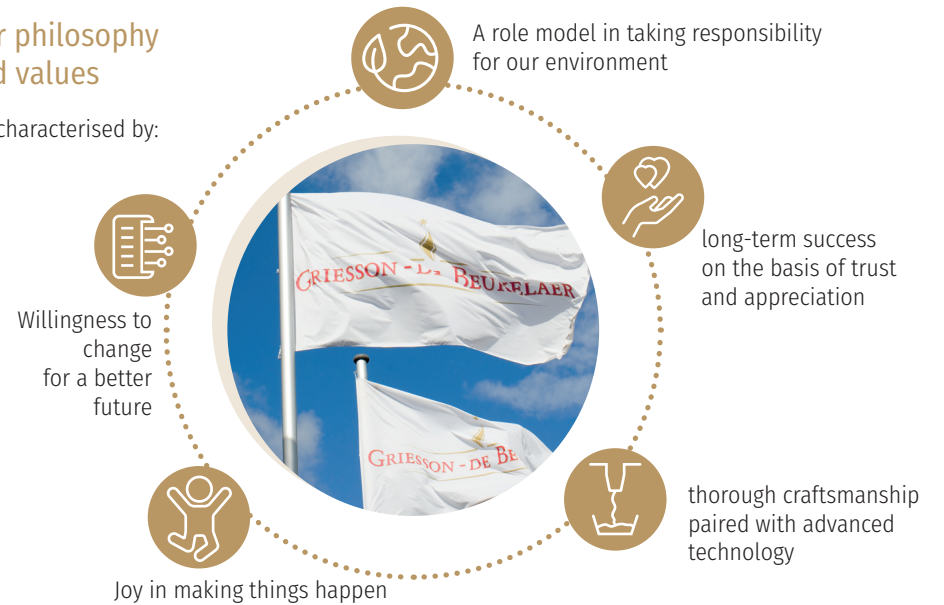 r philosophy
d values
characterised by:
A role model in taking responsibility
for our environment
long-term success
on the basis of trust
and appreciation
thorough craftsmanship
paired with advanced
technology
Joy in making things happen
Willingness to
change
for a better
future
GRIESSON - DE BEUKELAER
GRIESSON - DE BE